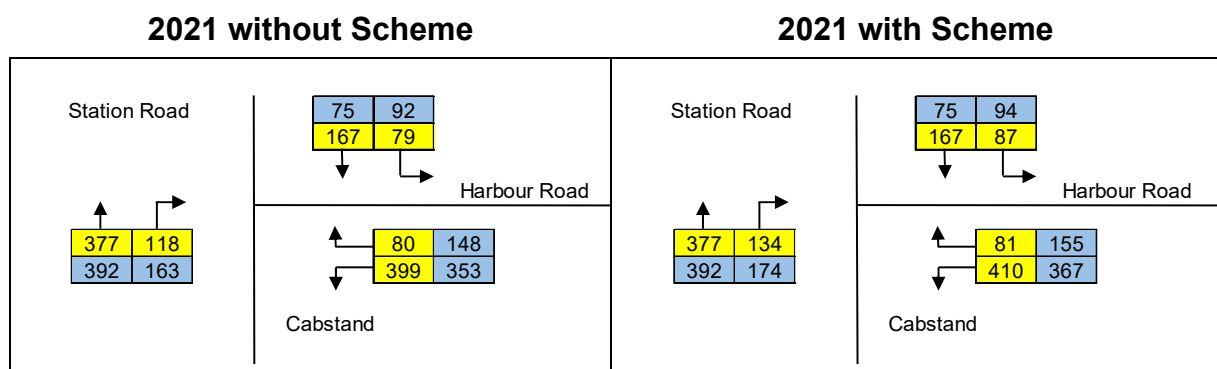 2021 without Scheme
2021 with Scheme
Station Road
75 92
167 79
Harbour Road
377 118
392 163
80 148
399 353
Cabstand
Station Road
75 94
167 87
Harbour Road
377 134
392 174
81 155
410 367
Cabstand